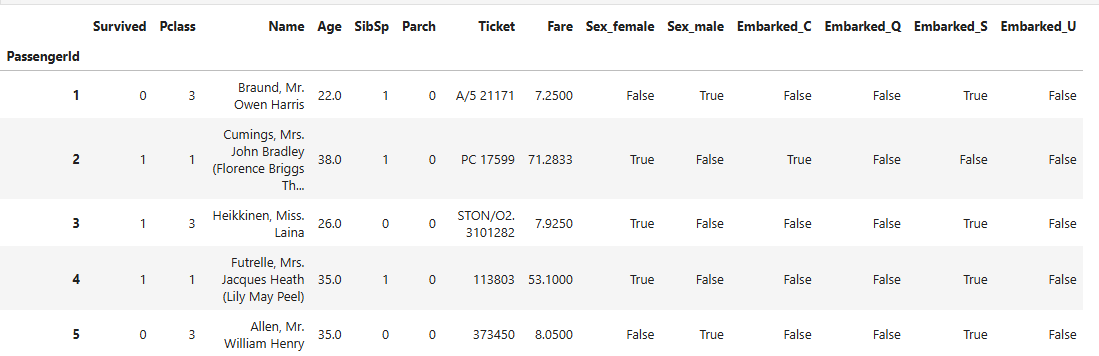 Survived Pclass Name Age SibSp Parch Ticket Fare Sex_female Sex_male Embarked_C Embarked_Q Embarked_S Embarked_U
PassengerId
1 0 3 Braund, Mr. Owen Harris 22.0 1 0 A/5 21171 7.2500 False True False False True False
2 1 1 Cumings, Mrs. John Bradley (Florence Briggs Th... 38.0 1 0 PC 17599 71.2833 True False True False False False
3 1 3 Heikkinen, Miss. Laina 26.0 0 0 STON/O2. 3101282 7.9250 True False False False True False
4 1 1 Futrelle, Mrs. Jacques Heath (Lily May Peel) 35.0 1 0 113803 53.1000 True False False False True False
5 0 3 Allen, Mr. William Henry 35.0 0 0 373450 8.0500 False True False False True False